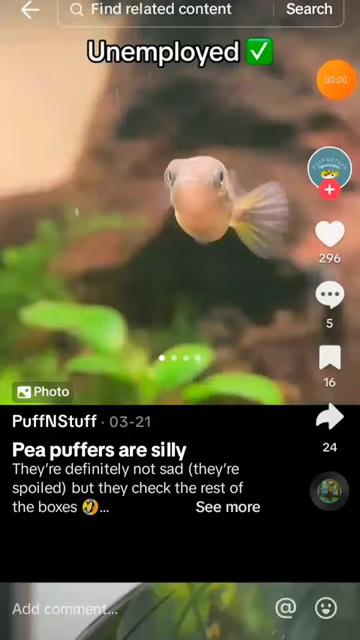 Find related content
Search
Unemployed ✅
00:00
296
5
16
Photo
PuffNStuff · 03-21
24
Pea puffers are silly
They're definitely not sad (they're
spoiled) but they check the rest of
the boxes 🤣... See more
Add comment...